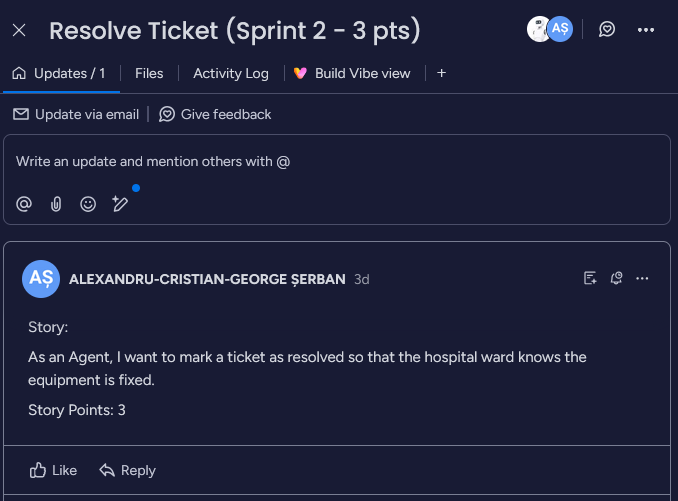 Resolve Ticket (Sprint 2 - 3 pts)
AȘ
Updates / 1
Files
Activity Log
Build Vibe view
+
Update via email
Give feedback
Write an update and mention others with @
AȘ
ALEXANDRU-CRISTIAN-GEORGE ȘERBAN 3d
Story:
As an Agent, I want to mark a ticket as resolved so that the hospital ward knows the
equipment is fixed.
Story Points: 3
Like
Reply